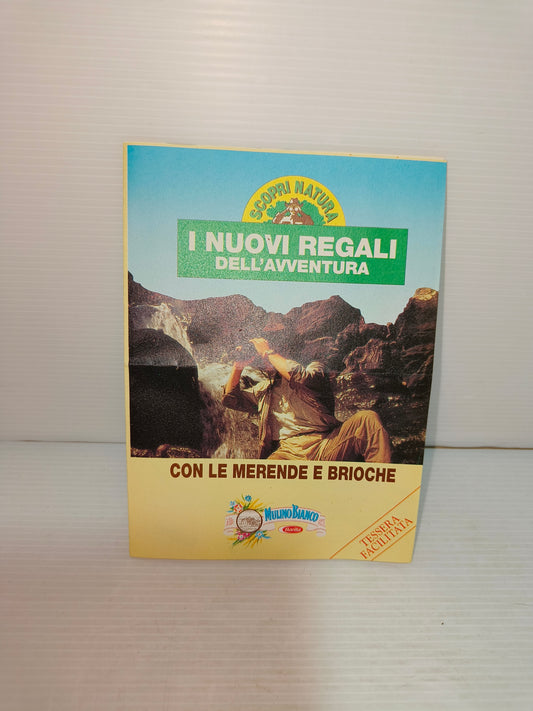 SCOPRI NATURA
I NUOVI REGALI
DELL'AVVENTURA
CON LE MERENDE E BRIOCHE
MULINO BIANCO
Barilla
TESSERA
FACILITATA